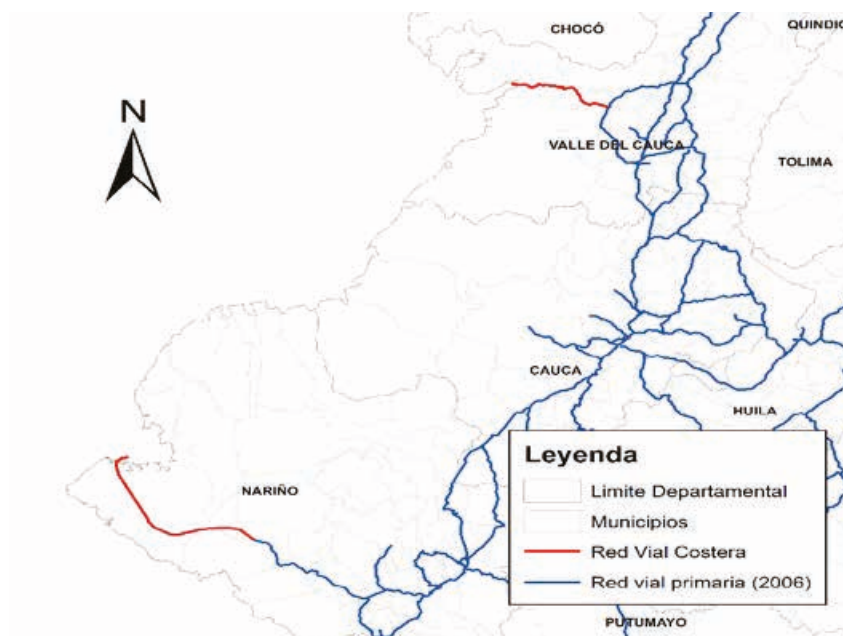 CHOCÓ
QUINDIO
N
VALLE DEL CAUCA
TOLIMA
CAUCA
HUILA
NARIÑO
Leyenda
Limite Departamental
Municipios
Red Vial Costera
Red vial primaria (2006)
PUTUMAYO